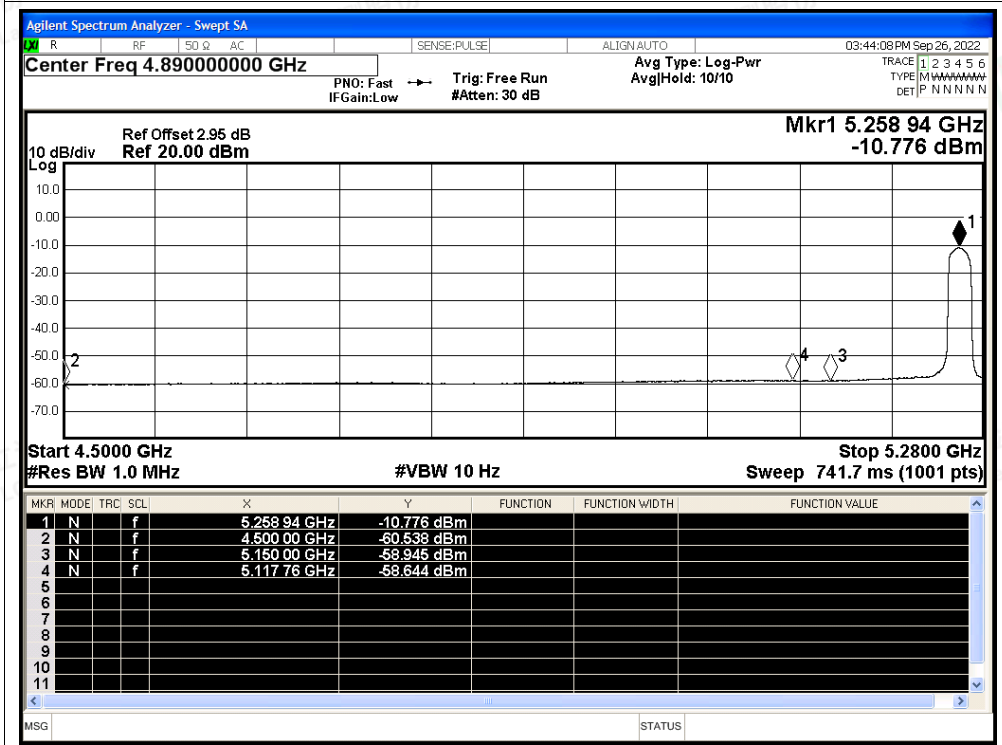 Agilent Spectrum Analyzer - Swept SA
LXI R RF 50 Ω AC SENSE:PULSE ALIGN AUTO 03:44:08 PM Sep 26, 2022
Center Freq 4.890000000 GHz
PNO: Fast
IFGain:Low
Trig: Free Run
#Atten: 30 dB
Avg Type: Log-Pwr
Avg|Hold: 10/10
TRACE 1 2 3 4 5 6
TYPE M WWWWW
DET P N N N N N
Mkr1 5.258 94 GHz
-10.776 dBm
Ref Offset 2.95 dB
10 dB/div Ref 20.00 dBm
Log
10.0
0.00
-10.0
-20.0
-30.0
-40.0
-50.0
-60.0
-70.0
1
2
4 3
Start 4.5000 GHz Stop 5.2800 GHz
#Res BW 1.0 MHz #VBW 10 Hz Sweep 741.7 ms (1001 pts)
MKR MODE TRC SCL X Y FUNCTION FUNCTION WIDTH FUNCTION VALUE
1 N f 5.258 94 GHz -10.776 dBm
2 N f 4.500 00 GHz -60.538 dBm
3 N f 5.150 00 GHz -58.945 dBm
4 N f 5.117 76 GHz -58.644 dBm
5
6
7
8
9
10
11
MSG STATUS